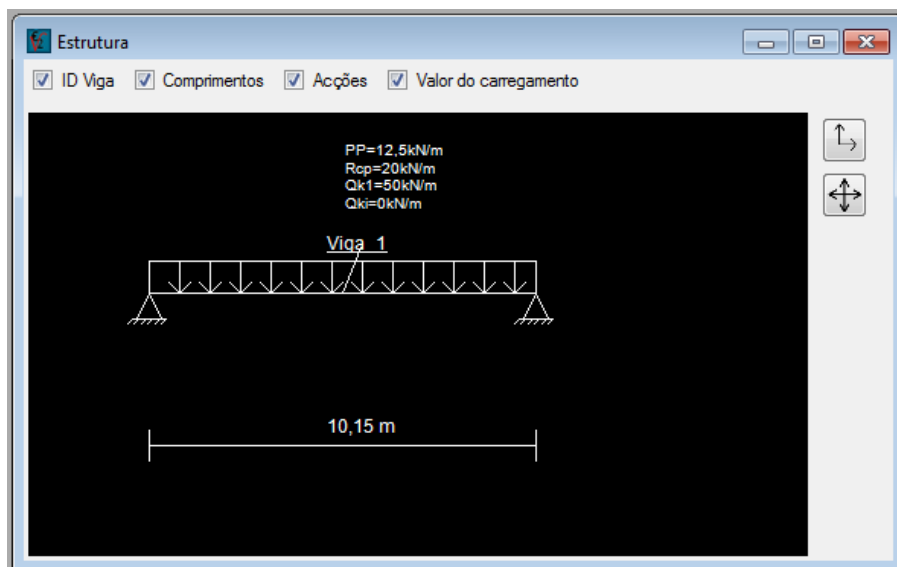 Estrutura
ID Viga Comprimentos Acções Valor do carregamento
PP=12,5kN/m
Rcp=20kN/m
Qk1=50kN/m
Qki=0kN/m
Viga 1
10,15 m